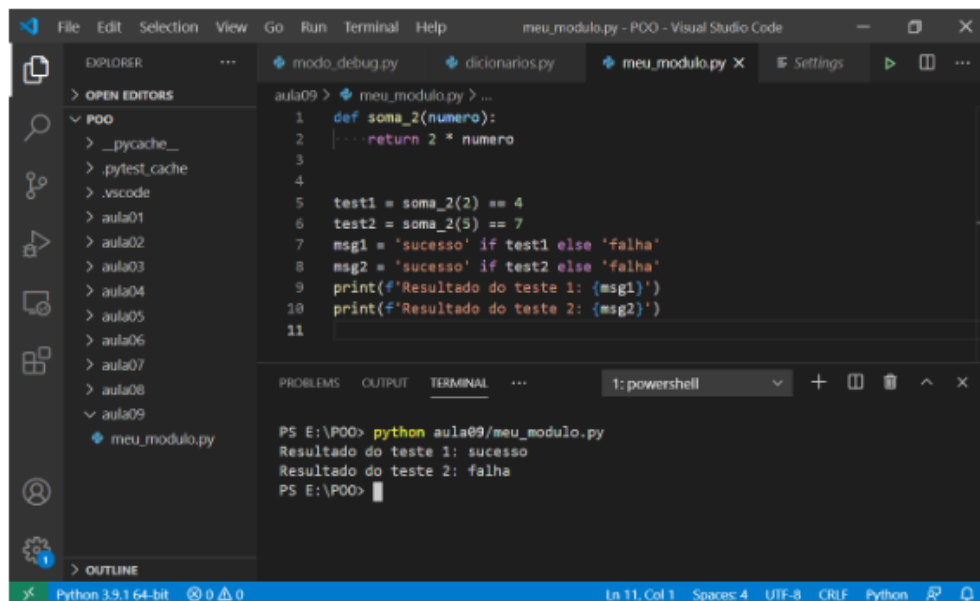 File Edit Selection View Go Run Terminal Help meu_modulo.py - POO - Visual Studio Code
EXPLORER ...
OPEN EDITORS
POO
__pycache__
.pytest_cache
.vscode
aula01
aula02
aula03
aula04
aula05
aula06
aula07
aula08
aula09
meu_modulo.py
OUTLINE
modo_debug.py dicionarios.py meu_modulo.py Settings ...
aula09 > meu_modulo.py > ...
1 def soma_2(numero):
2 ····return 2 * numero
3
4
5 test1 = soma_2(2) == 4
6 test2 = soma_2(5) == 7
7 msg1 = 'sucesso' if test1 else 'falha'
8 msg2 = 'sucesso' if test2 else 'falha'
9 print(f'Resultado do teste 1: {msg1}')
10 print(f'Resultado do teste 2: {msg2}')
11
PROBLEMS OUTPUT TERMINAL ... 1: powershell
PS E:\POO> python aula09/meu_modulo.py
Resultado do teste 1: sucesso
Resultado do teste 2: falha
PS E:\POO>
1
Python 3.9.1 64-bit 0 0 Ln 11, Col 1 Spaces: 4 UTF-8 CRLF Python